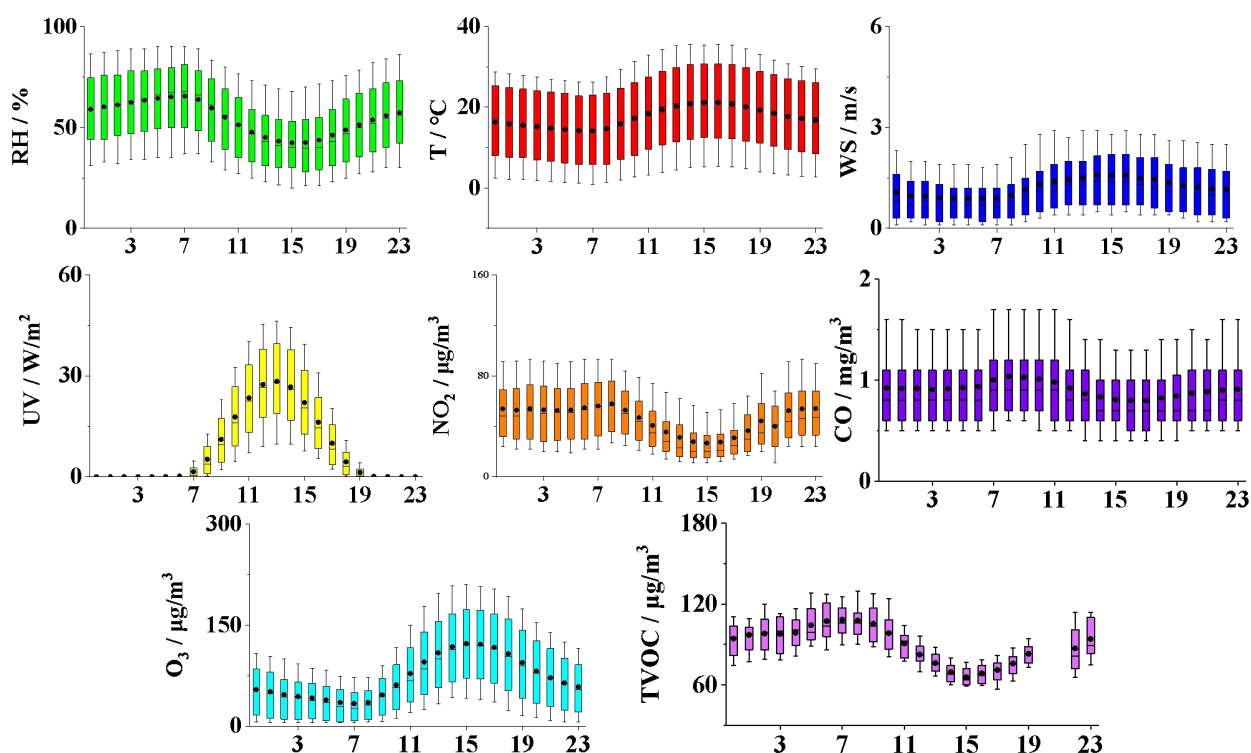 100
50
0
RH / %
3 7 11 15 19 23
40
20
0
T / °C
3 7 11 15 19 23
6
3
0
WS / m/s
3 7 11 15 19 23
60
30
0
UV / W/m²
3 7 11 15 19 23
160
80
0
NO₂ / μg/m³
3 7 11 15 19 23
2
1
0
CO / mg/m³
3 7 11 15 19 23
300
150
0
O₃ / μg/m³
3 7 11 15 19 23
180
120
60
TVOC / μg/m³
3 7 11 15 19 23